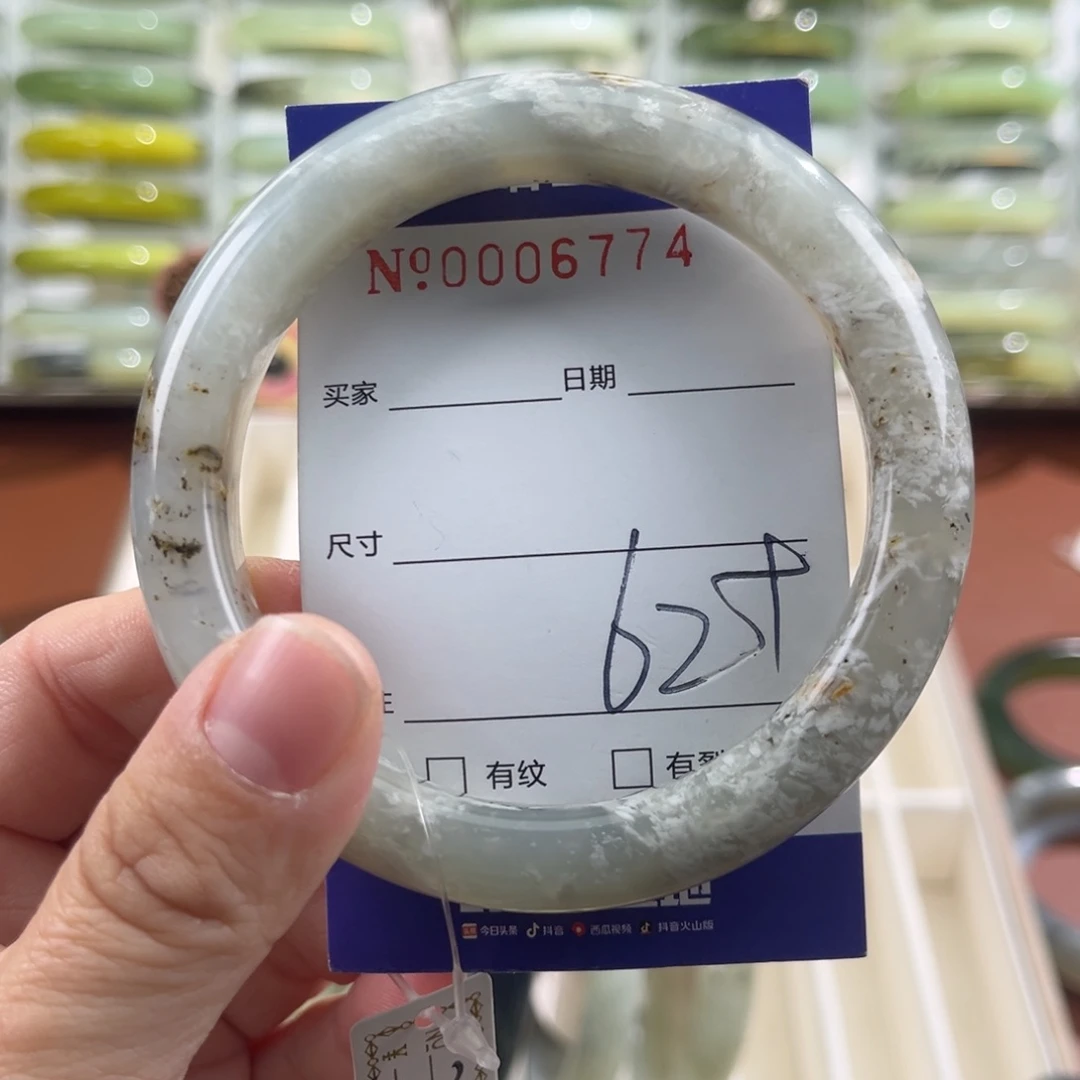 №0006774
买家 日期
尺寸
625
有纹 有裂
今日头条 抖音 西瓜视频 抖音火山版